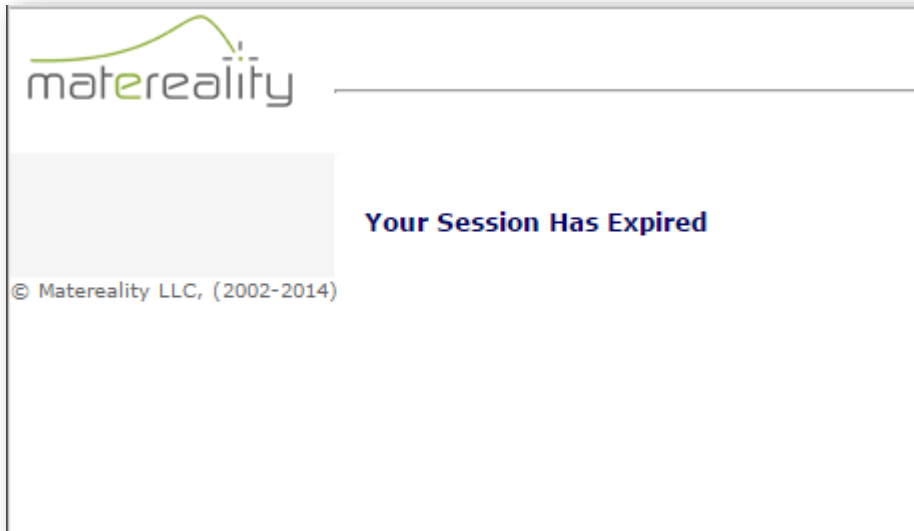 matereality
Your Session Has Expired
© Matereality LLC, (2002-2014)